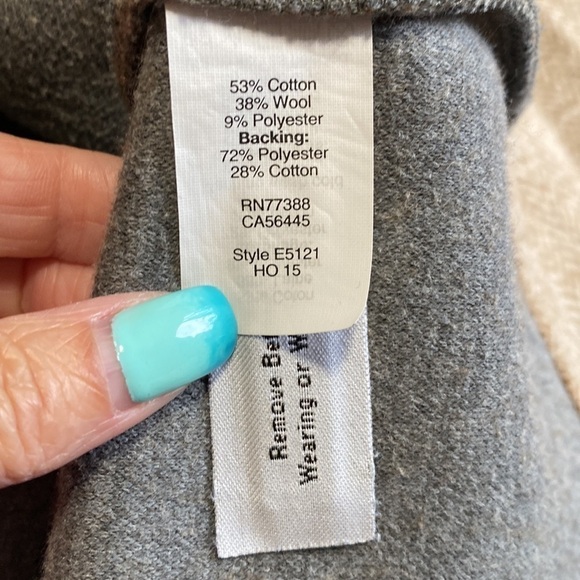 53% Cotton
38% Wool
9% Polyester
Backing:
72% Polyester
28% Cotton
RN77388
CA56445
Style E5121
HO 15
Remove Be
Wearing or W